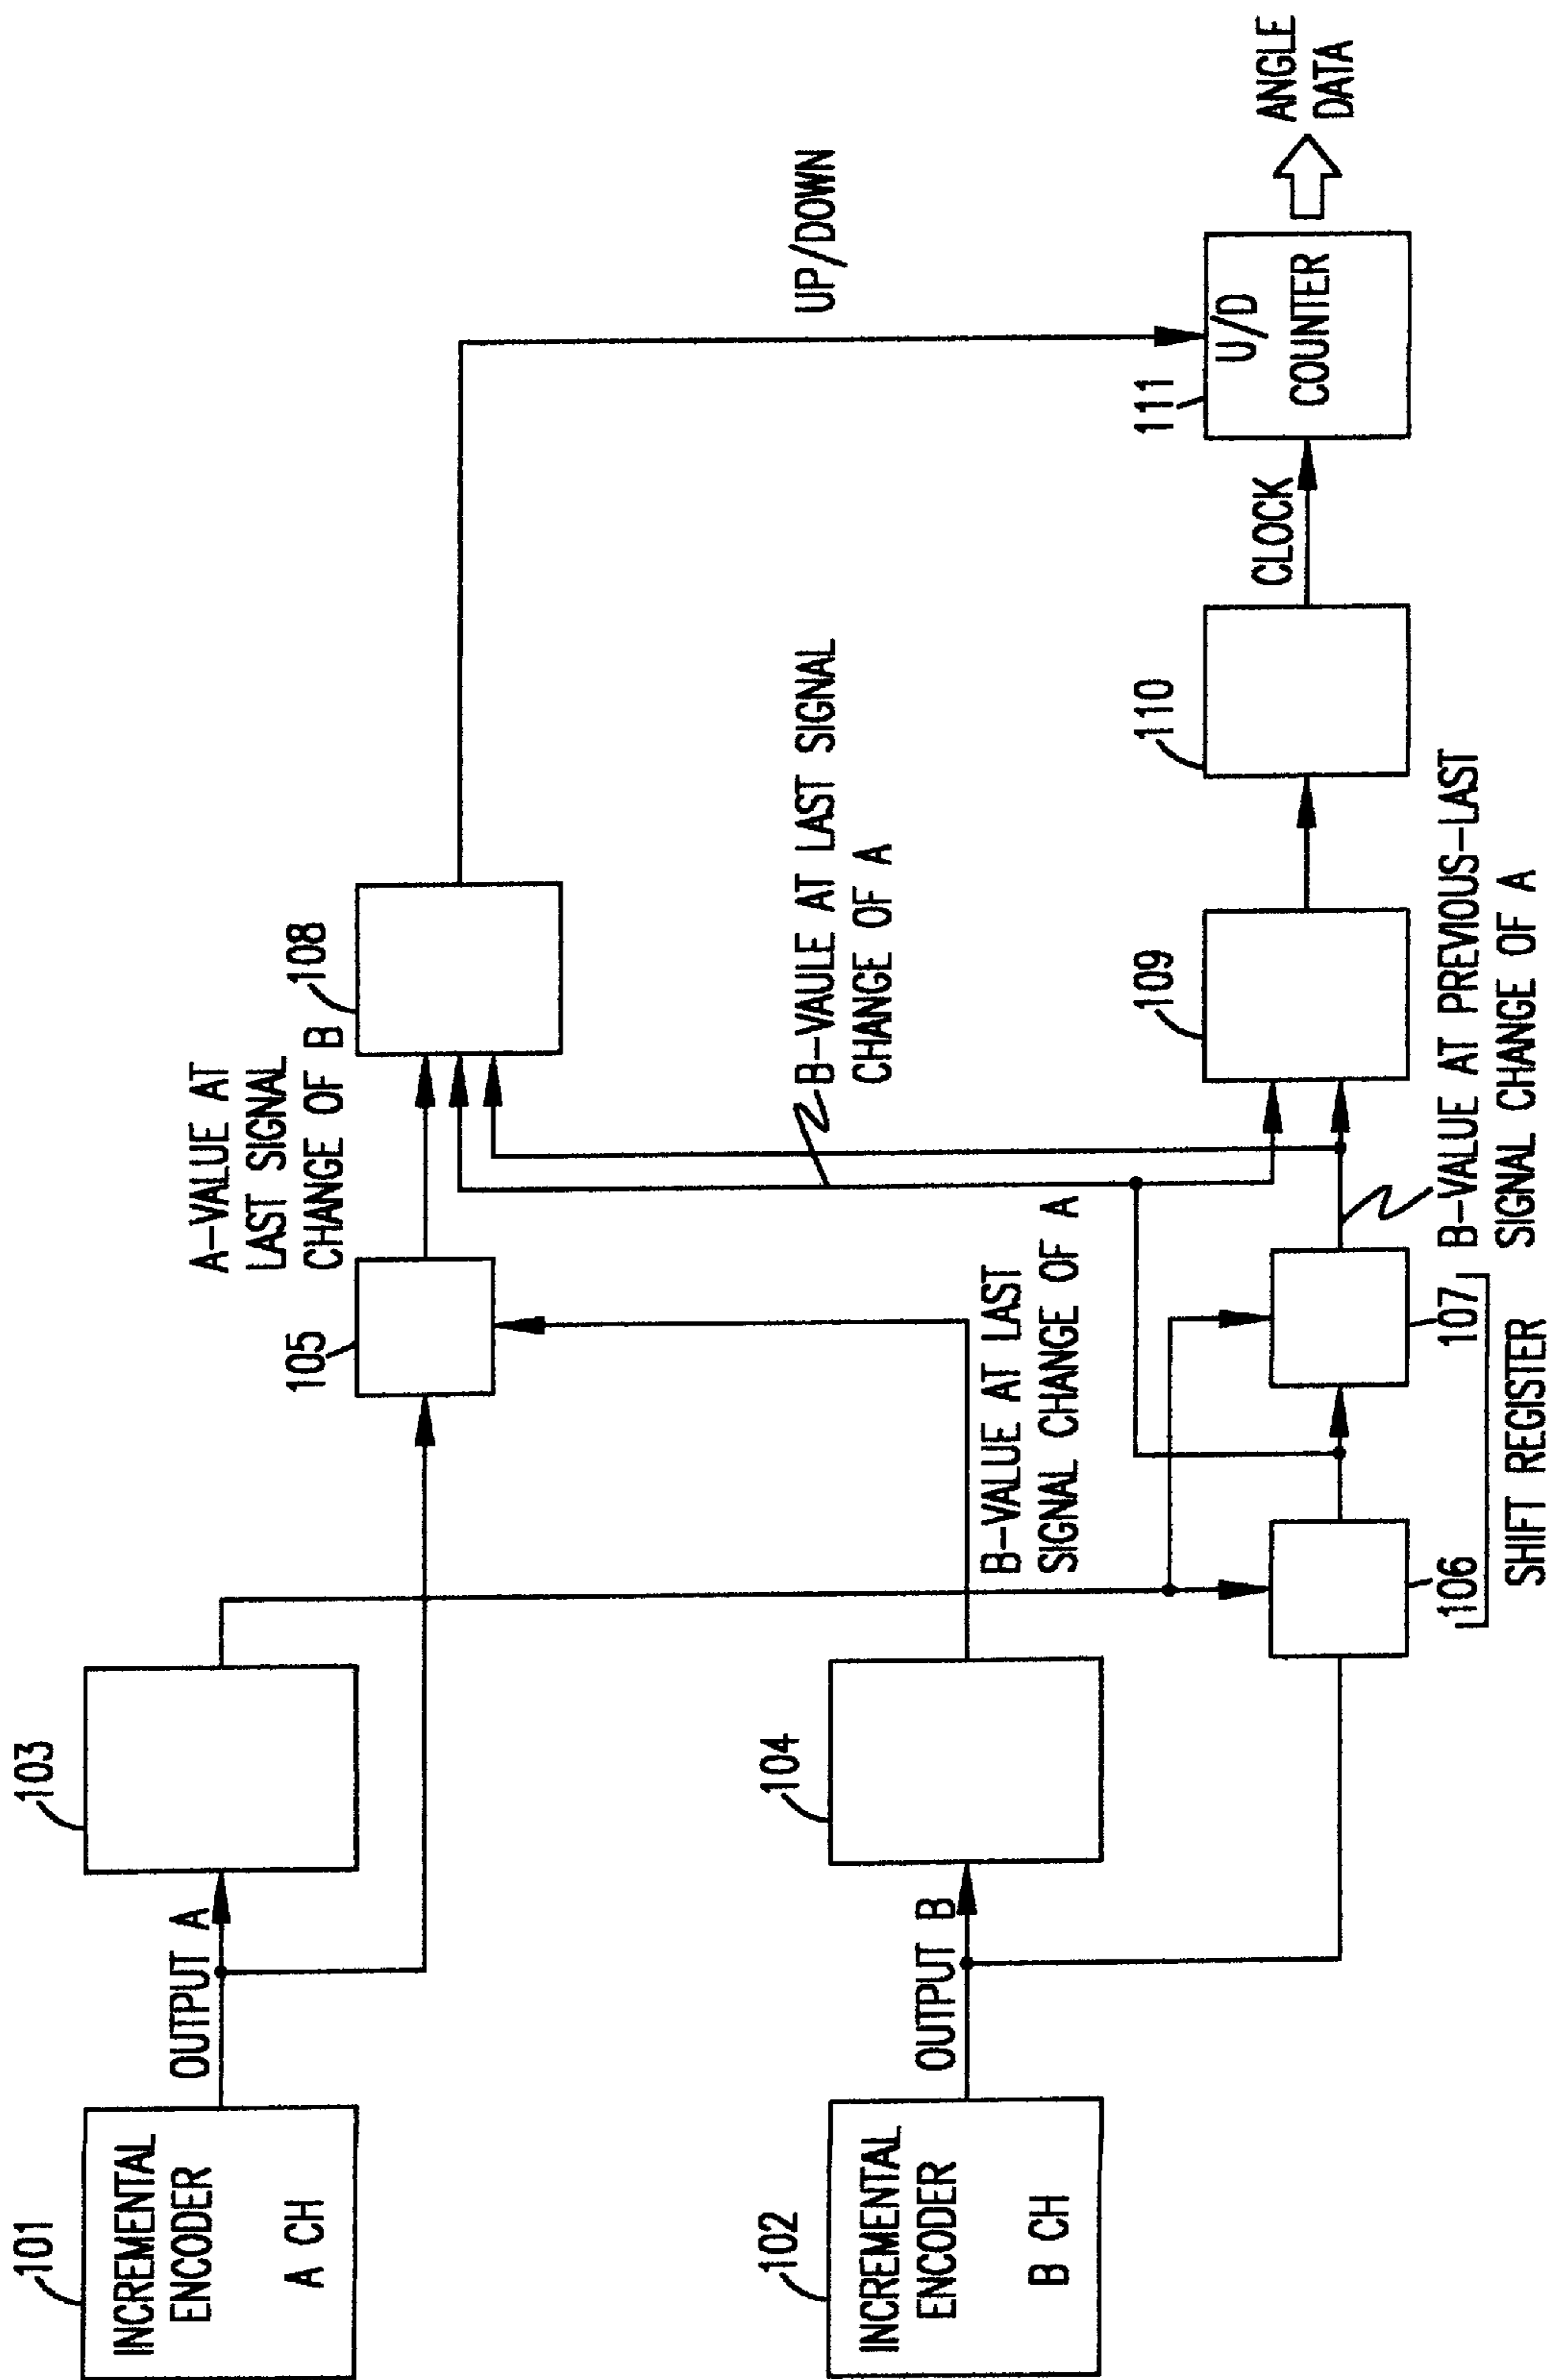 101
INCREMENTAL
ENCODER
A CH
OUTPUT A
103
102
INCREMENTAL
ENCODER
B CH
OUTPUT B
104
105
A-VALUE AT
LAST SIGNAL
CHANGE OF B
108
B-VALUE AT LAST
SIGNAL CHANGE OF A
B-VAULE AT LAST SIGNAL
CHANGE OF A
UP/DOWN
106
107
SHIFT REGISTER
B-VALUE AT PREVIOUS-LAST
SIGNAL CHANGE OF A
109
110
CLOCK
111
U/D
COUNTER
ANGLE
DATA